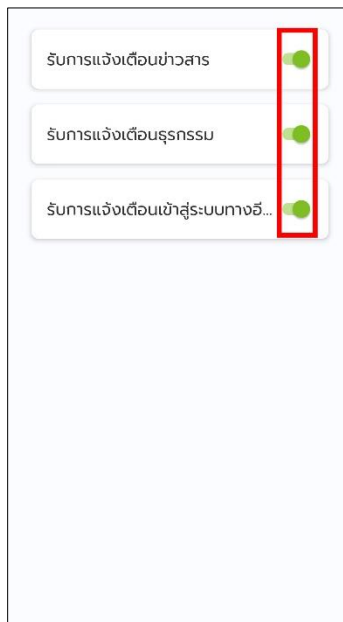 รับการแจ้งเตือนข่าวสาร
รับการแจ้งเตือนธุรกรรม
รับการแจ้งเตือนเข้าสู่ระบบทางอี...